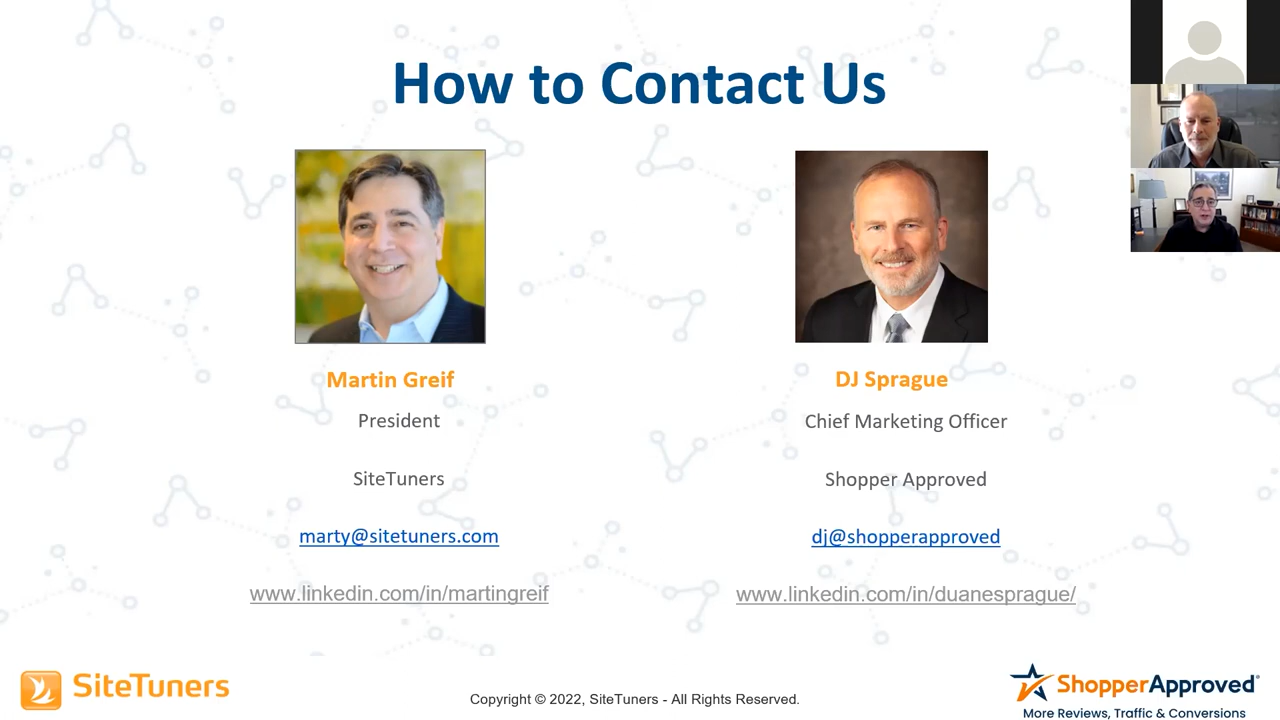 How to Contact Us
Martin Greif
President
SiteTuners
marty@sitetuners.com
www.linkedin.com/in/martingreif
DJ Sprague
Chief Marketing Officer
Shopper Approved
dj@shopperapproved
www.linkedin.com/in/duanesprague/
SiteTuners
Copyright © 2022, SiteTuners - All Rights Reserved.
ShopperApproved®
More Reviews, Traffic & Conversions